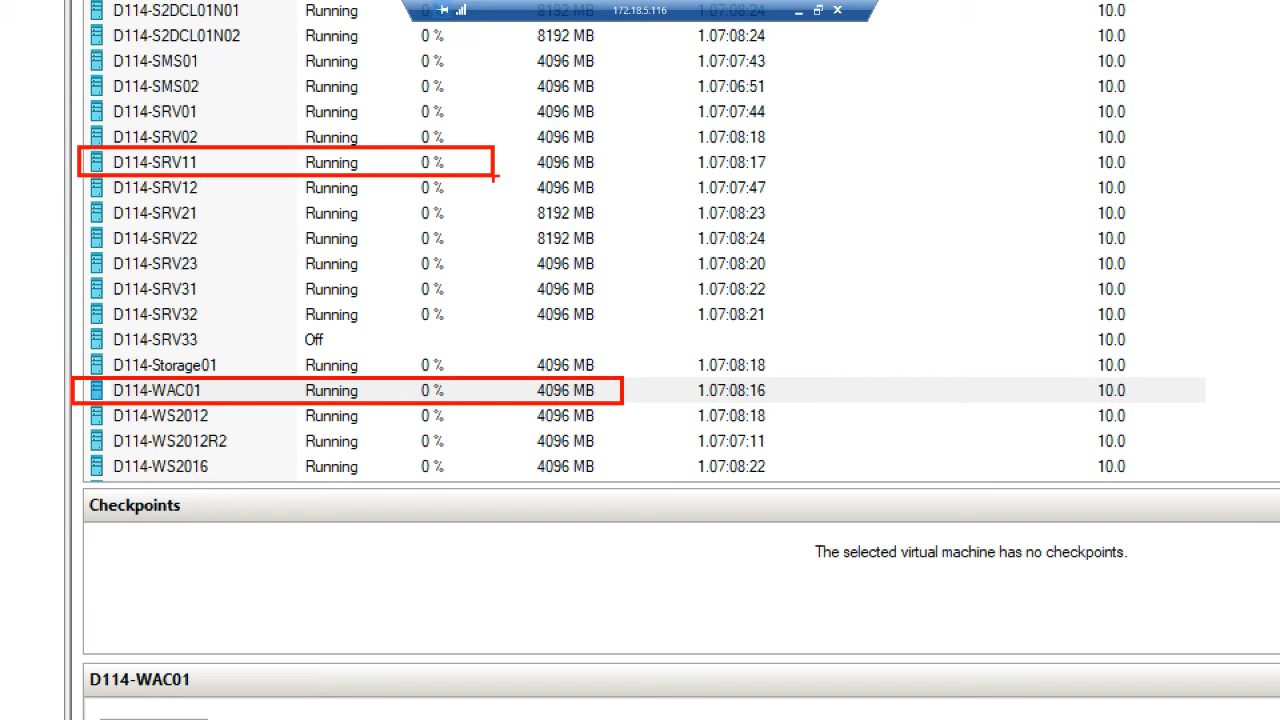 D114-S2DCL01N01 Running 0 % 8192 MB 1.07:08:24 10.0
172.18.5.116
D114-S2DCL01N02 Running 0 % 8192 MB 1.07:08:24 10.0
D114-SMS01 Running 0 % 4096 MB 1.07:07:43 10.0
D114-SMS02 Running 0 % 4096 MB 1.07:06:51 10.0
D114-SRV01 Running 0 % 4096 MB 1.07:07:44 10.0
D114-SRV02 Running 0 % 4096 MB 1.07:08:18 10.0
D114-SRV11 Running 0 % 4096 MB 1.07:08:17 10.0
D114-SRV12 Running 0 % 4096 MB 1.07:07:47 10.0
D114-SRV21 Running 0 % 8192 MB 1.07:08:23 10.0
D114-SRV22 Running 0 % 8192 MB 1.07:08:24 10.0
D114-SRV23 Running 0 % 4096 MB 1.07:08:20 10.0
D114-SRV31 Running 0 % 4096 MB 1.07:08:22 10.0
D114-SRV32 Running 0 % 4096 MB 1.07:08:21 10.0
D114-SRV33 Off 10.0
D114-Storage01 Running 0 % 4096 MB 1.07:08:18 10.0
D114-WAC01 Running 0 % 4096 MB 1.07:08:16 10.0
D114-WS2012 Running 0 % 4096 MB 1.07:08:18 10.0
D114-WS2012R2 Running 0 % 4096 MB 1.07:07:11 10.0
D114-WS2016 Running 0 % 4096 MB 1.07:08:22 10.0
Checkpoints
The selected virtual machine has no checkpoints.
D114-WAC01